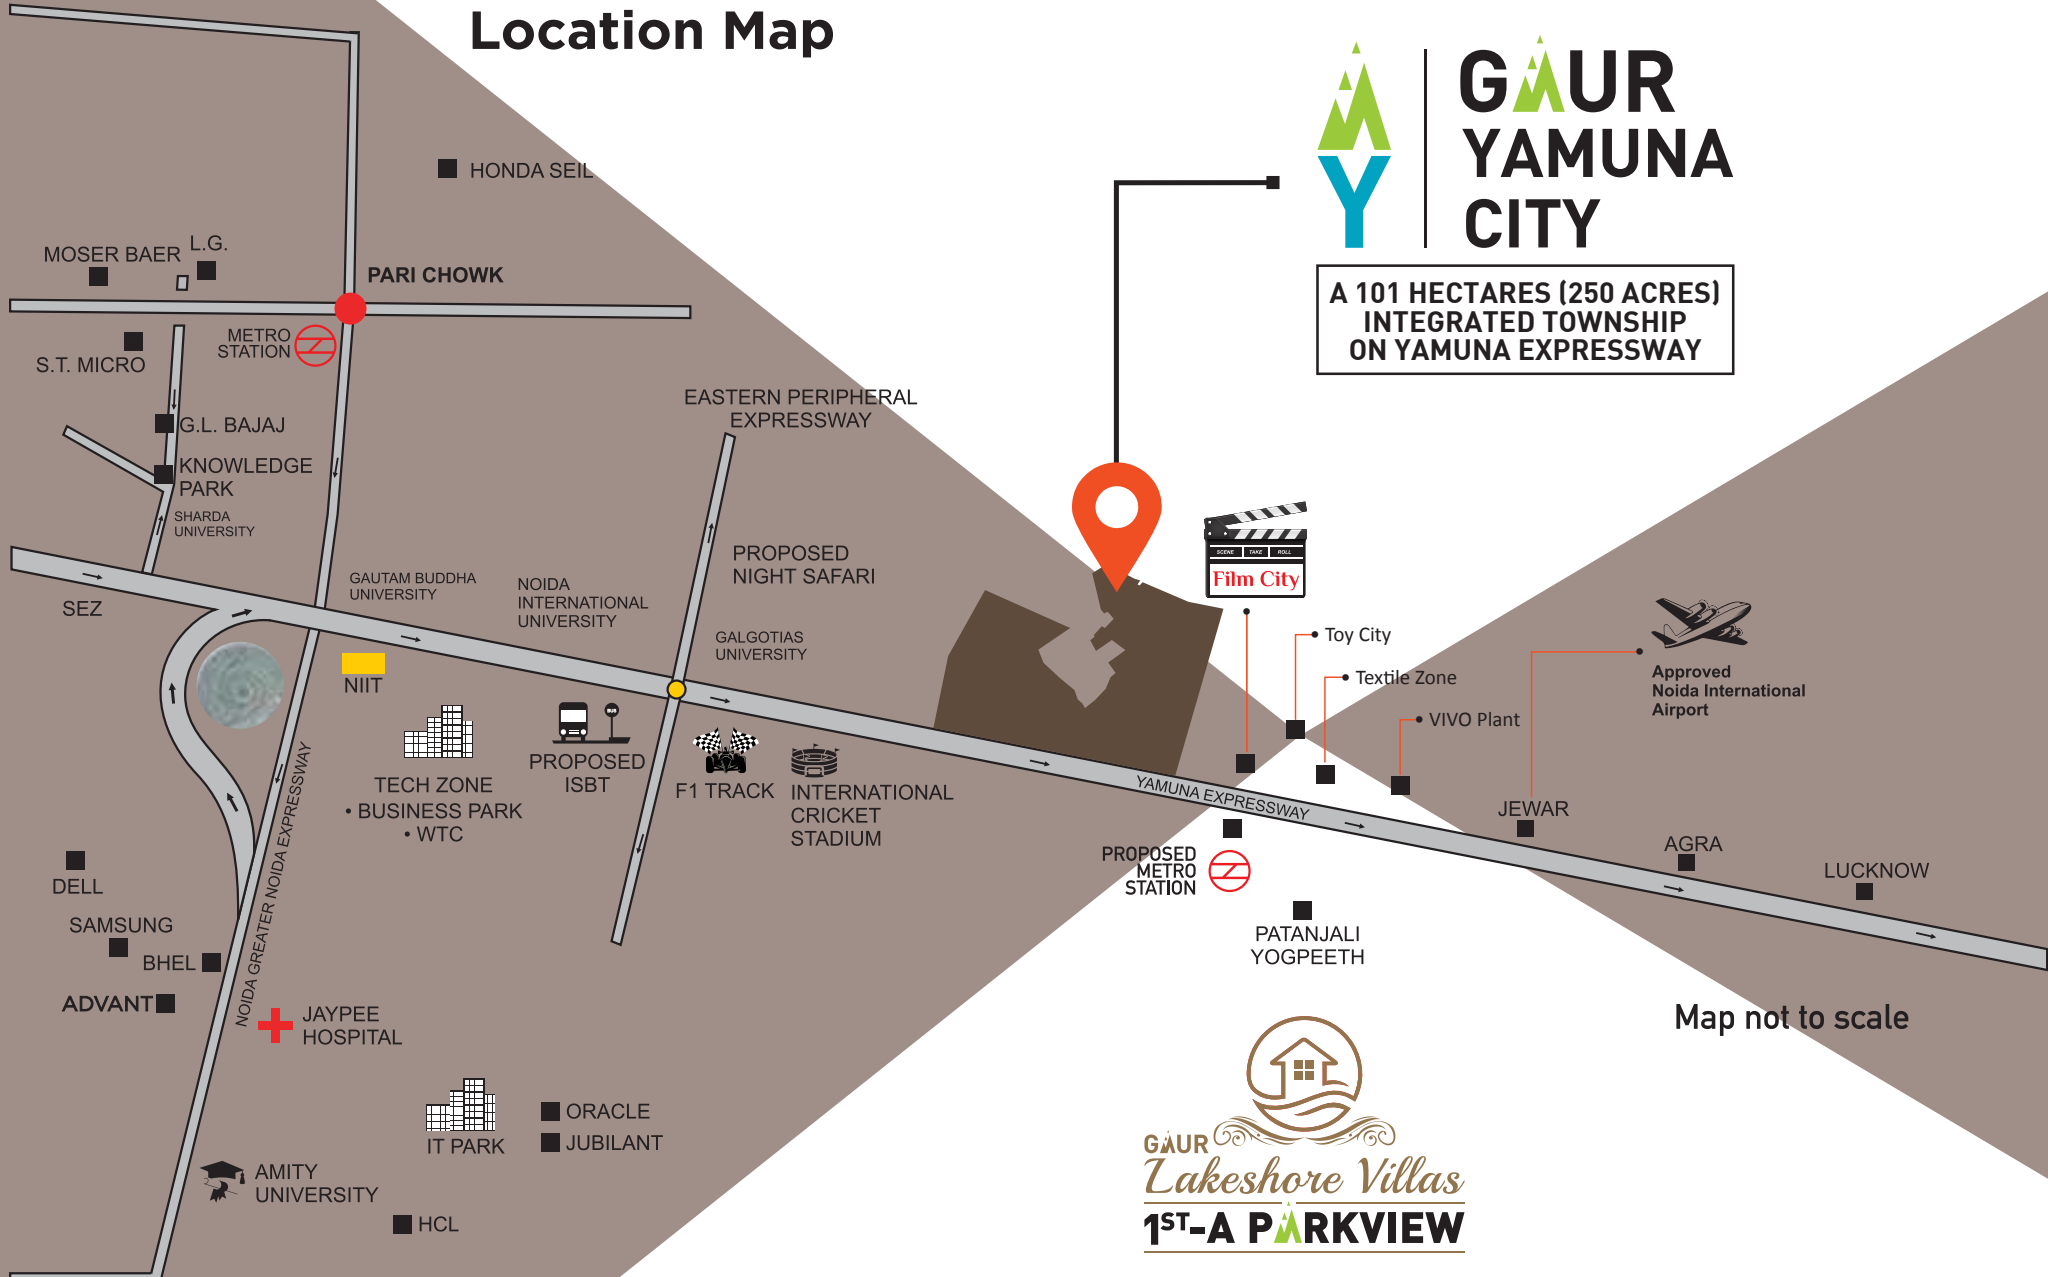 Location Map
GAUR
YAMUNA
CITY
A 101 HECTARES (250 ACRES)
INTEGRATED TOWNSHIP
ON YAMUNA EXPRESSWAY
HONDA SEIL
MOSER BAER
L.G.
PARI CHOWK
METRO
STATION
S.T. MICRO
G.L. BAJAJ
KNOWLEDGE
PARK
SHARDA
UNIVERSITY
EASTERN PERIPHERAL
EXPRESSWAY
PROPOSED
NIGHT SAFARI
SEZ
GAUTAM BUDDHA
UNIVERSITY
NOIDA
INTERNATIONAL
UNIVERSITY
GALGOTIAS
UNIVERSITY
SCENE TAKE ROLL
Film City
Toy City
Textile Zone
VIVO Plant
Approved
Noida International
Airport
NIIT
TECH ZONE
• BUSINESS PARK
• WTC
BUS
PROPOSED
ISBT
F1 TRACK
INTERNATIONAL
CRICKET
STADIUM
YAMUNA EXPRESSWAY
JEWAR
AGRA
LUCKNOW
PROPOSED
METRO
STATION
PATANJALI
YOGPEETH
NOIDA GREATER NOIDA EXPRESSWAY
DELL
SAMSUNG
BHEL
ADVANT
JAYPEE
HOSPITAL
IT PARK
ORACLE
JUBILANT
AMITY
UNIVERSITY
HCL
Map not to scale
GAUR
Lakeshore Villas
1ST-A PARKVIEW